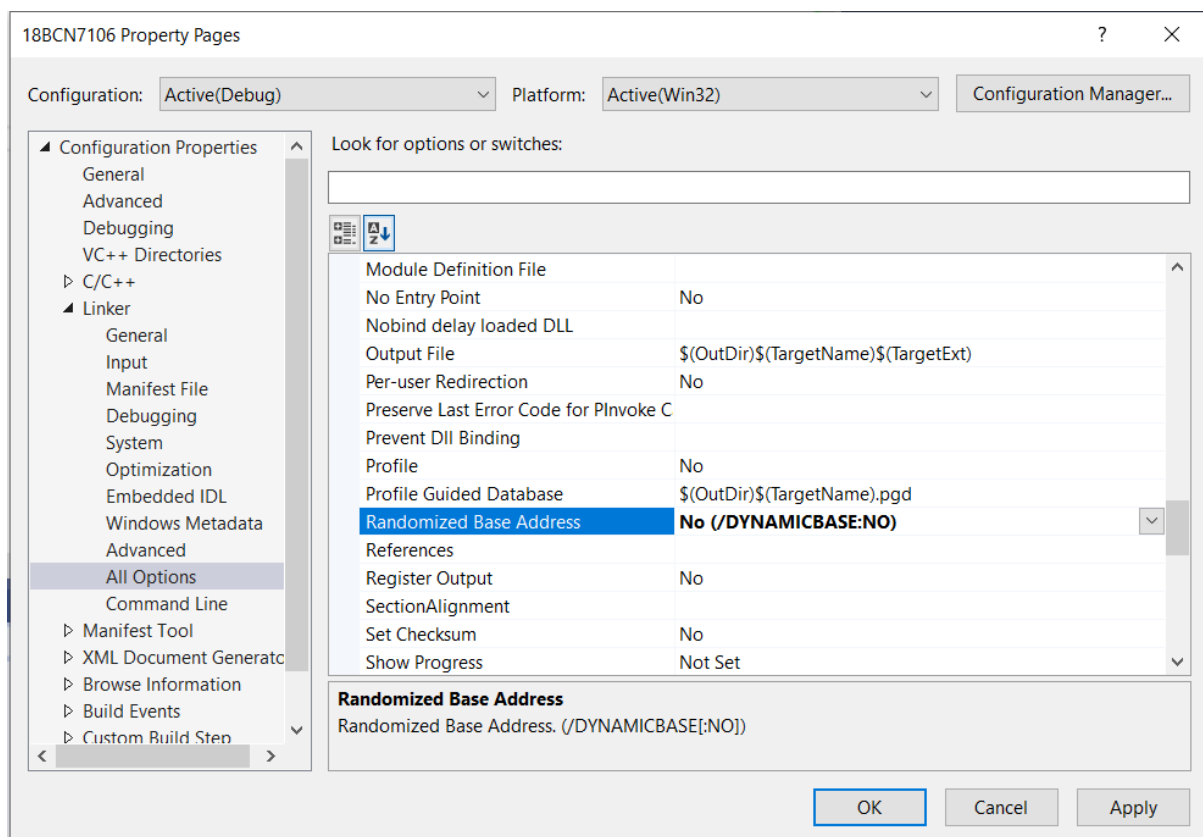 18BCN7106 Property Pages
?
Configuration: Active(Debug) Platform: Active(Win32) Configuration Manager...
Configuration Properties
General
Advanced
Debugging
VC++ Directories
C/C++
Linker
General
Input
Manifest File
Debugging
System
Optimization
Embedded IDL
Windows Metadata
Advanced
All Options
Command Line
Manifest Tool
XML Document Generato
Browse Information
Build Events
Custom Build Step
Look for options or switches:
Module Definition File
No Entry Point No
Nobind delay loaded DLL
Output File $(OutDir)$(TargetName)$(TargetExt)
Per-user Redirection No
Preserve Last Error Code for PInvoke C
Prevent Dll Binding
Profile No
Profile Guided Database $(OutDir)$(TargetName).pgd
Randomized Base Address No (/DYNAMICBASE:NO)
References
Register Output No
SectionAlignment
Set Checksum No
Show Progress Not Set
Randomized Base Address
Randomized Base Address. (/DYNAMICBASE[:NO])
OK Cancel Apply